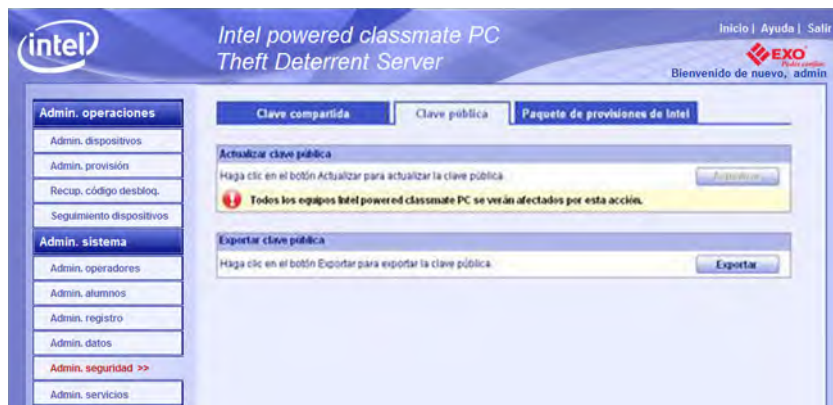 intel
Intel powered classmate PC
Theft Deterrent Server
Inicio | Ayuda | Salir
EXO
Bienvenido de nuevo, admin
Admin. operaciones
Admin. dispositivos
Admin. provisión
Recup. código desbloq.
Seguimiento dispositivos
Admin. sistema
Admin. operadores
Admin. alumnos
Admin. registro
Admin. datos
Admin. seguridad >>
Admin. servicios
Clave compartida
Clave pública
Paquete de provisiones de Intel
Actualizar clave pública
Haga clic en el botón Actualizar para actualizar la clave pública.
Todos los equipos Intel powered classmate PC se verán afectados por esta acción.
Exportar clave pública
Haga clic en el botón Exportar para exportar la clave pública.
Exportar